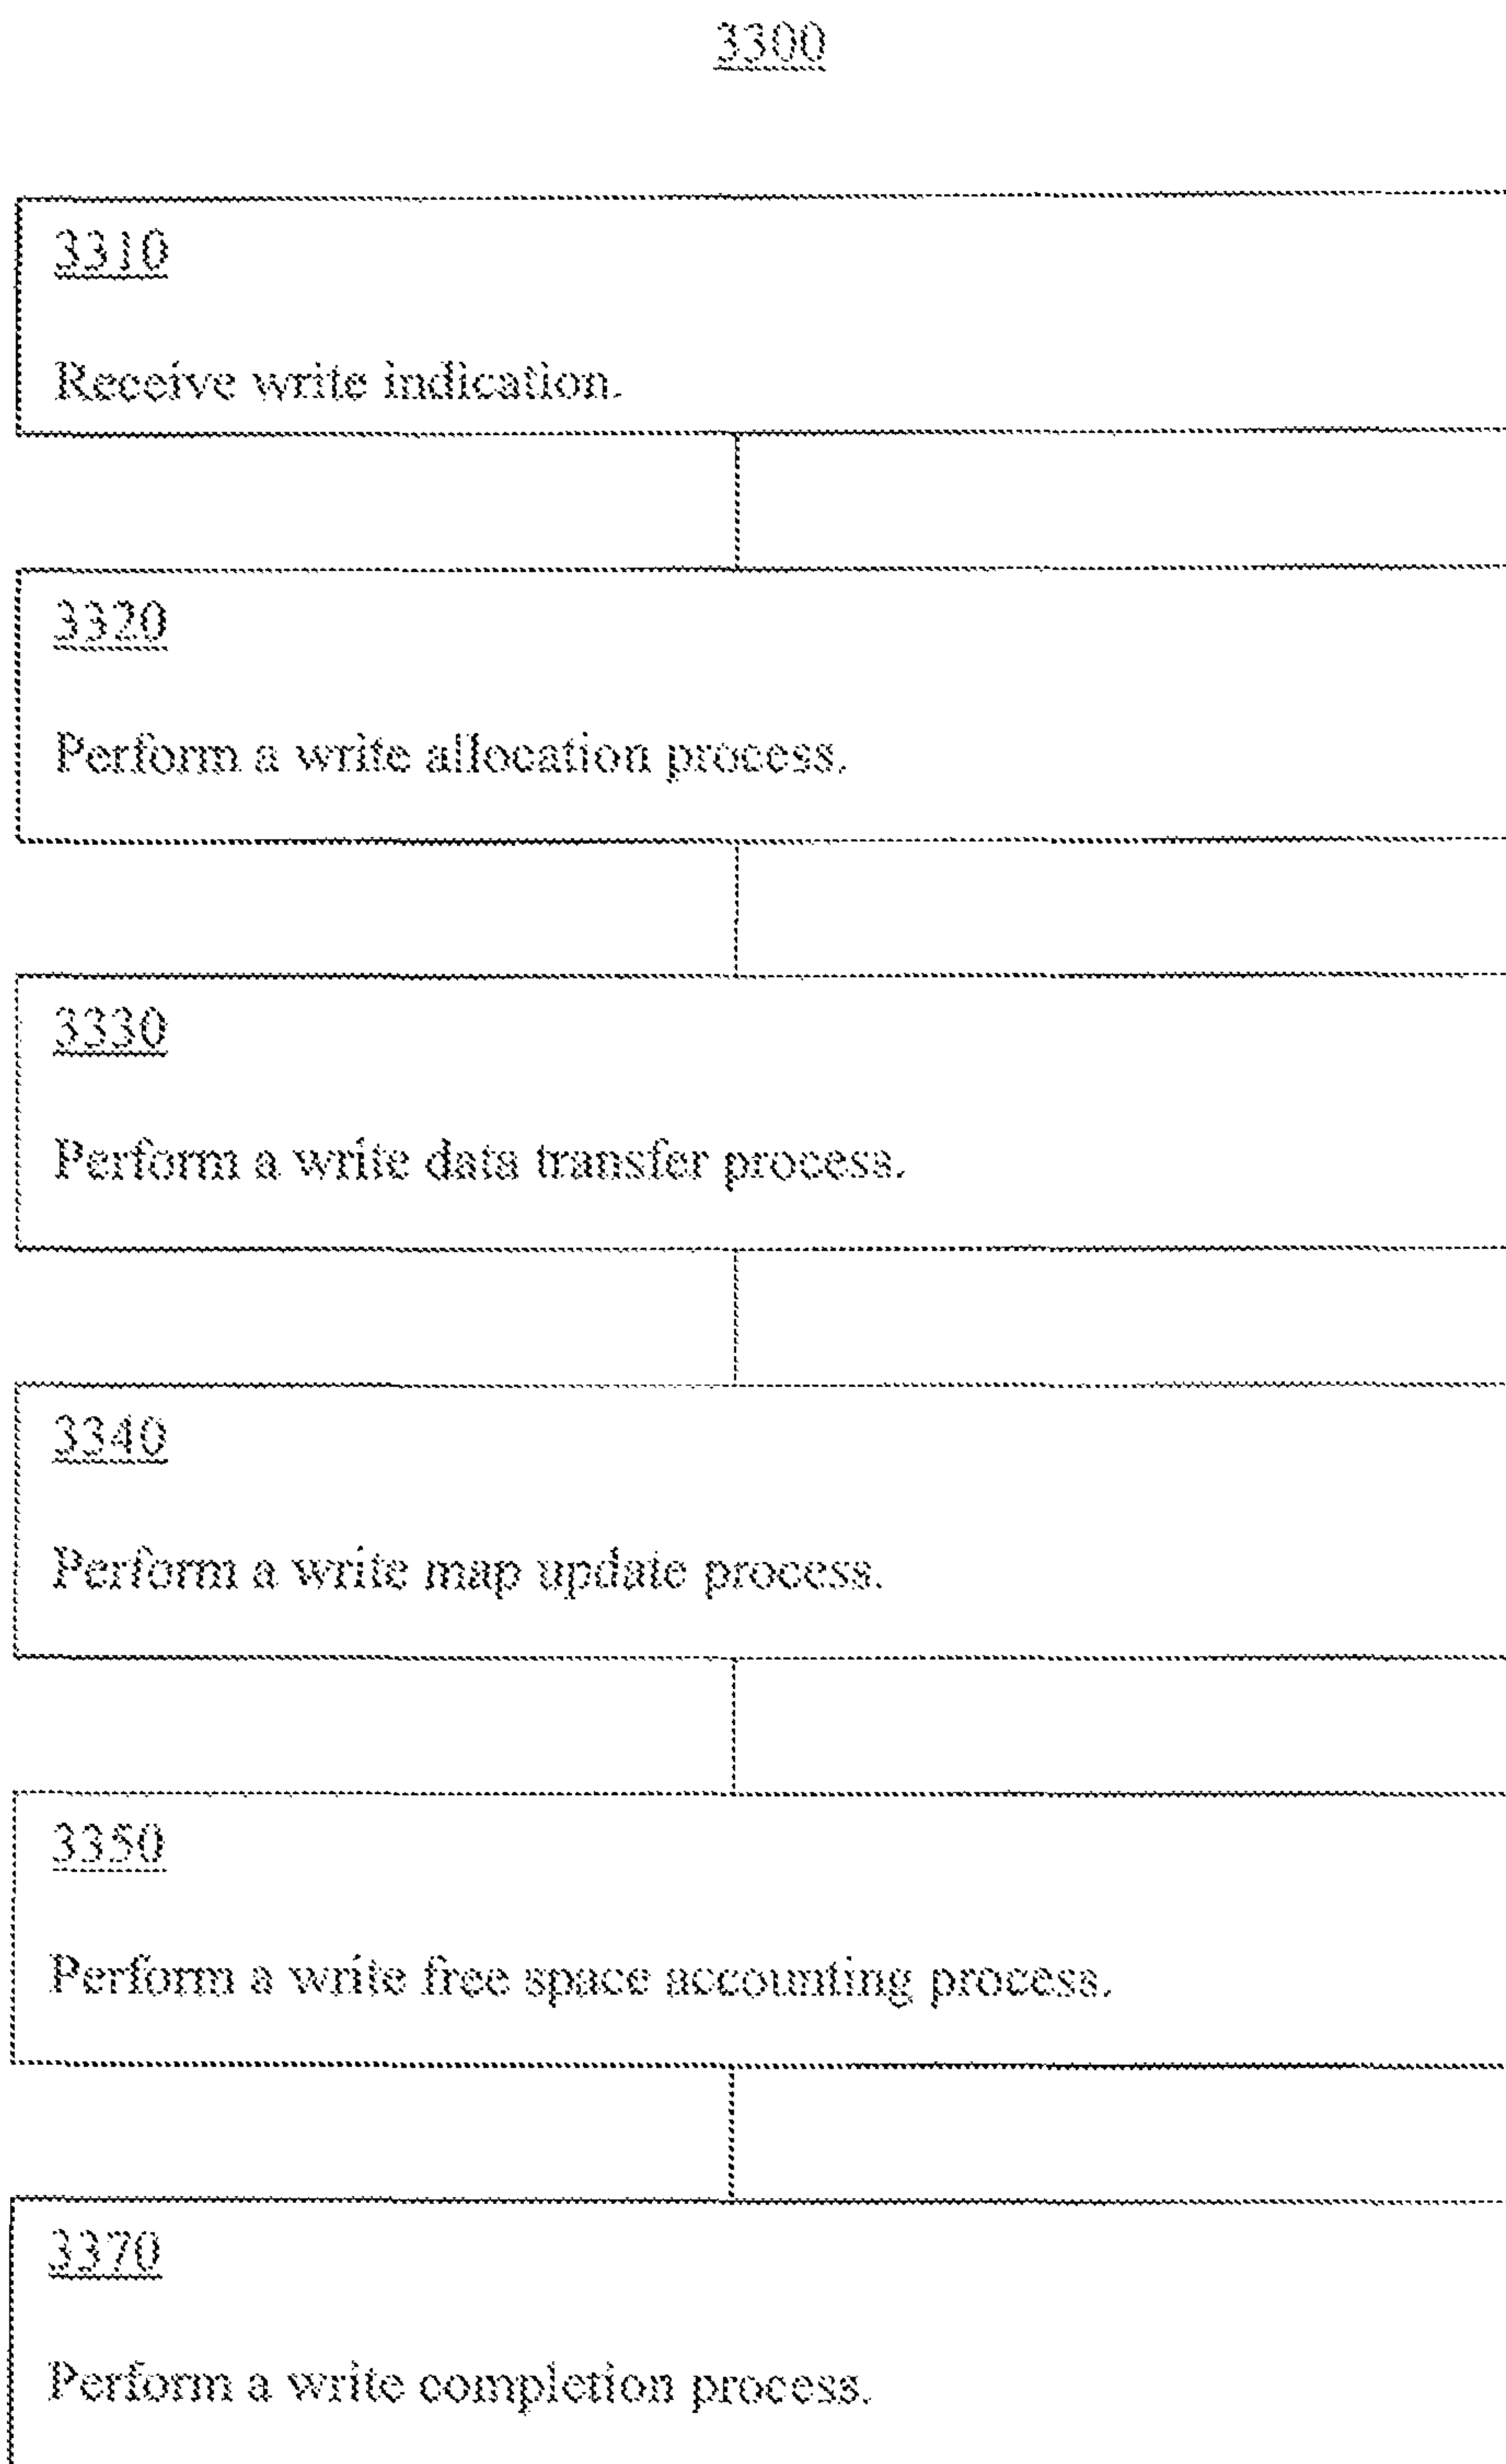 3300
3310
Receive write indication.
3320
Perform a write allocation process.
3330
Perform a write data transfer process.
3340
Perform a write map update process.
3350
Perform a write free space accounting process.
3370
Perform a write completion process.